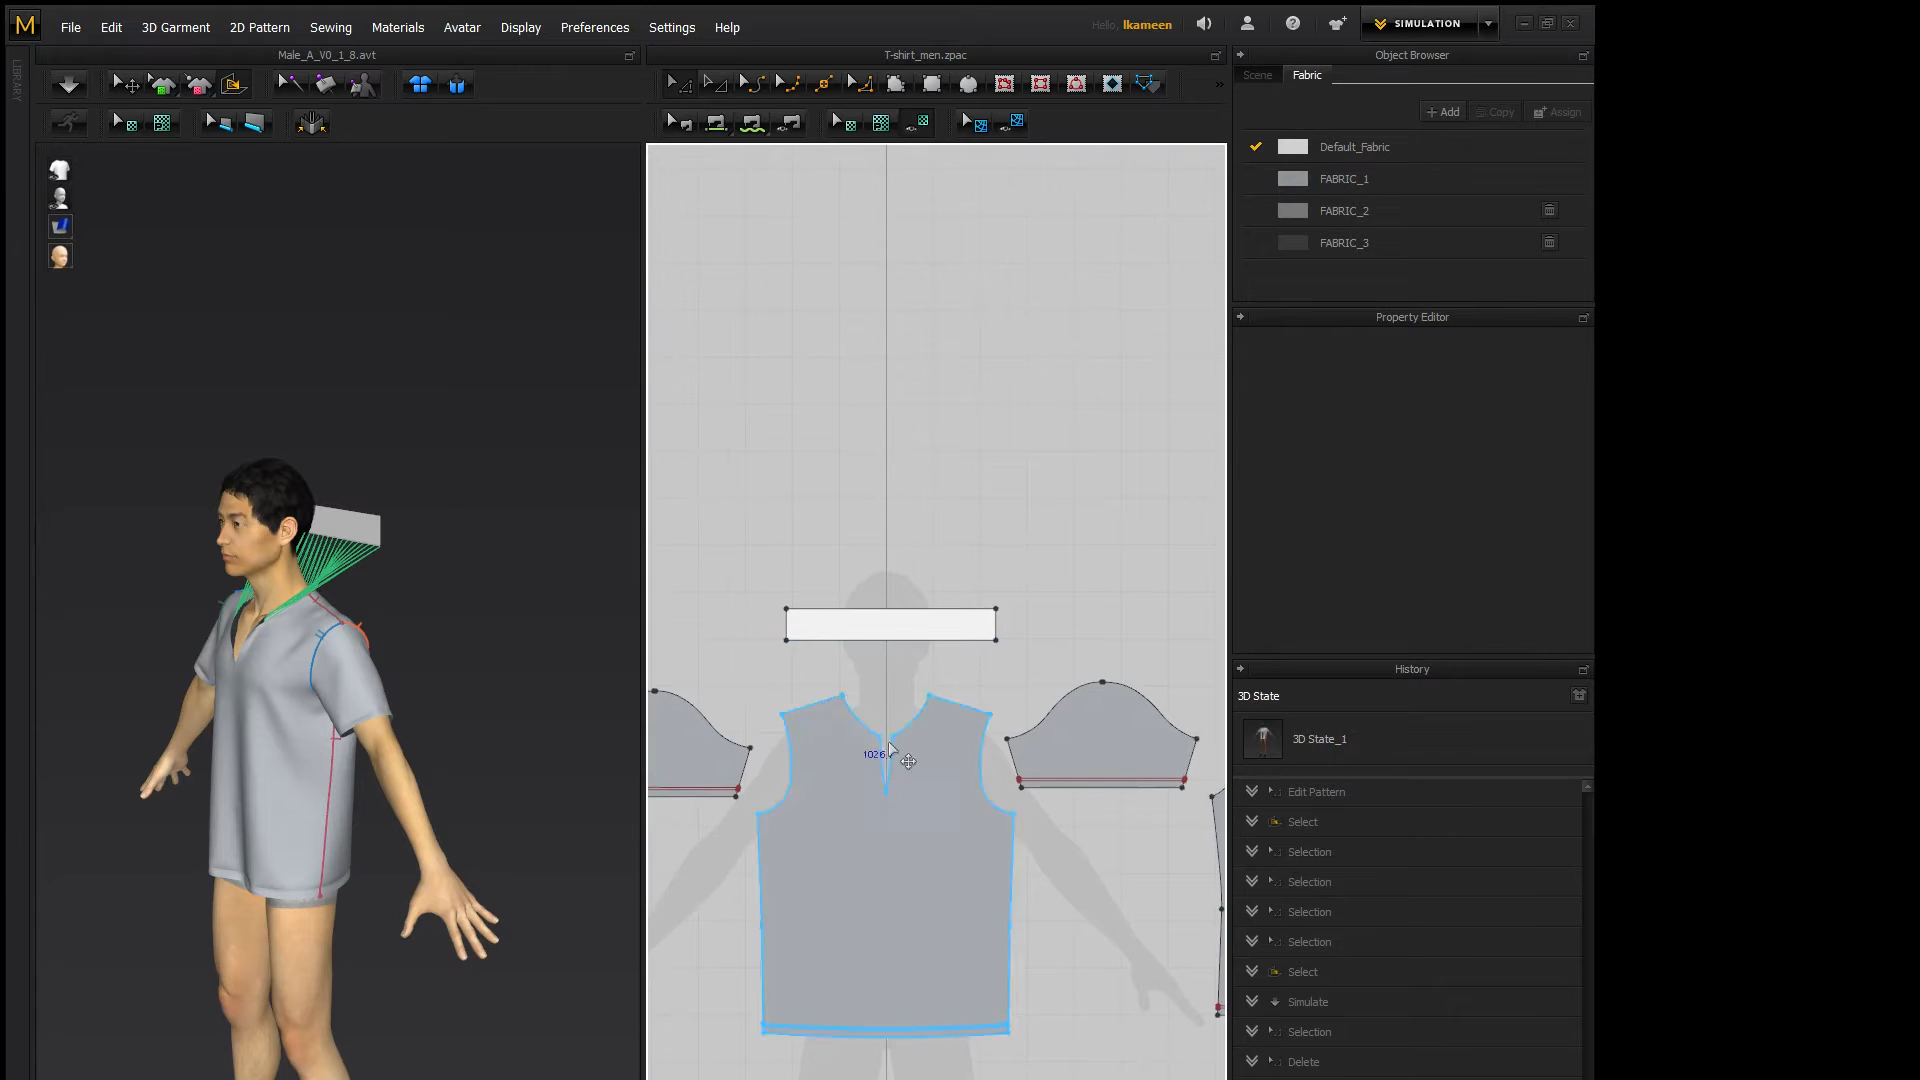 M File Edit 3D Garment 2D Pattern Sewing Materials Avatar Display Preferences Settings Help
Hello, lkameen
SIMULATION
LIBRARY
Male_A_V0_1_8.avt
T-shirt_men.zpac
Object Browser
Scene Fabric
+ Add Copy Assign
Default_Fabric
FABRIC_1
FABRIC_2
FABRIC_3
Property Editor
History
3D State
3D State_1
1026
Edit Pattern
Select
Selection
Selection
Selection
Selection
Select
Simulate
Selection
Delete